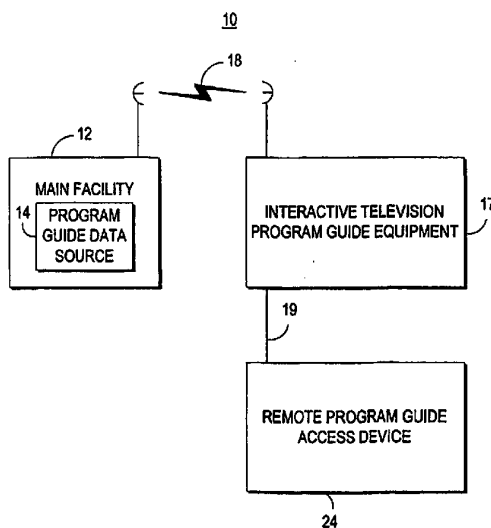 10
18
12
MAIN FACILITY
14
PROGRAM
GUIDE DATA
SOURCE
INTERACTIVE TELEVISION
PROGRAM GUIDE EQUIPMENT
17
19
REMOTE PROGRAM GUIDE
ACCESS DEVICE
24